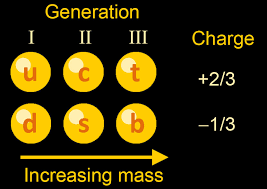 Generation
I II III Charge
u c t +2/3
d s b –1/3
Increasing mass